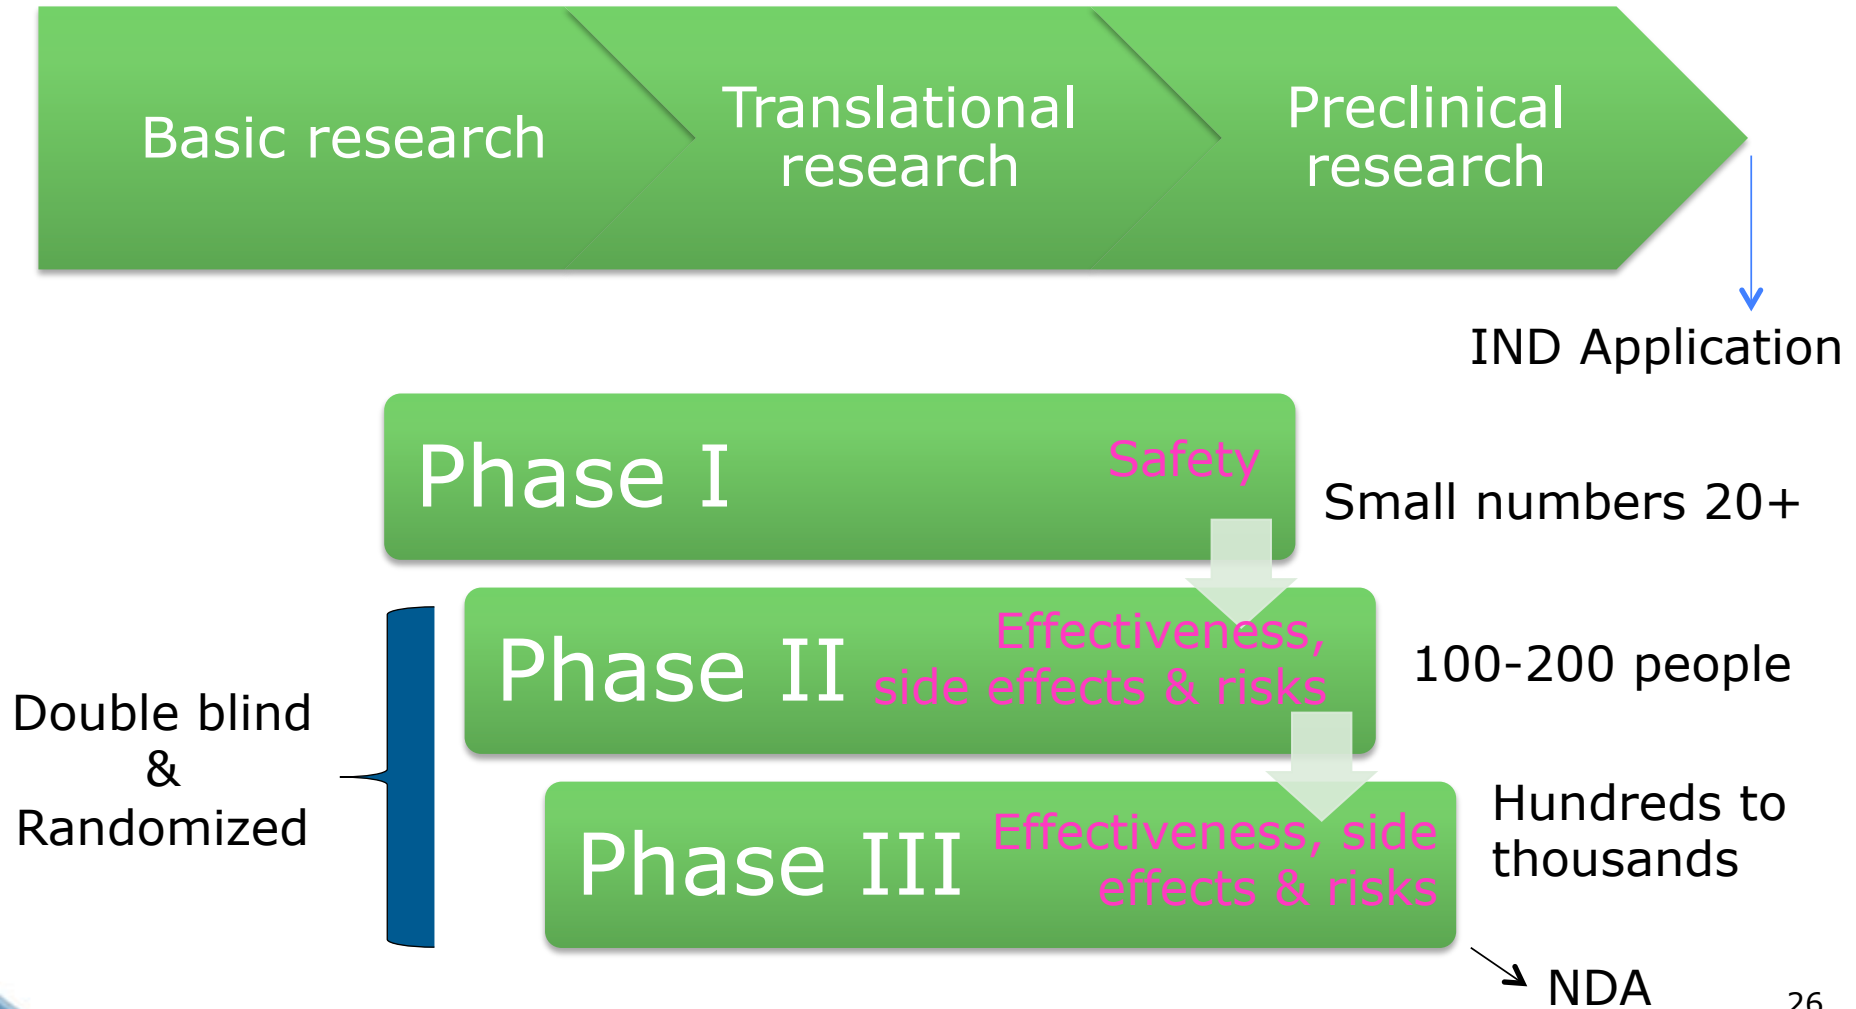 Basic research
Translational
research
Preclinical
research
IND Application
Phase I
Safety
Small numbers 20+
Phase II
Effectiveness,
side effects & risks
100-200 people
Double blind
&
Randomized
Phase III
Effectiveness, side
effects & risks
Hundreds to
thousands
NDA
26